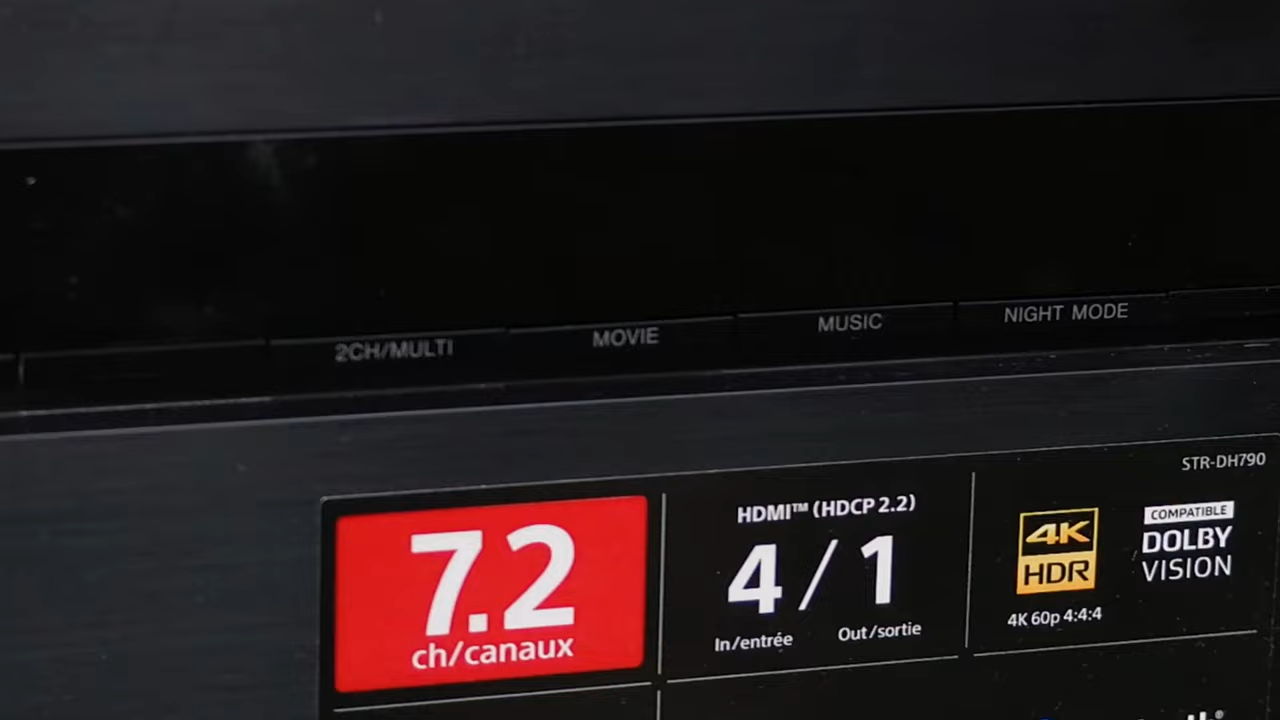 2CH/MULTI
MOVIE
MUSIC
NIGHT MODE
STR-DH790
7.2
ch/canaux
HDMI™ (HDCP 2.2)
4 / 1
In/entrée
Out/sortie
4K
HDR
4K 60p 4:4:4
COMPATIBLE
DOLBY
VISION